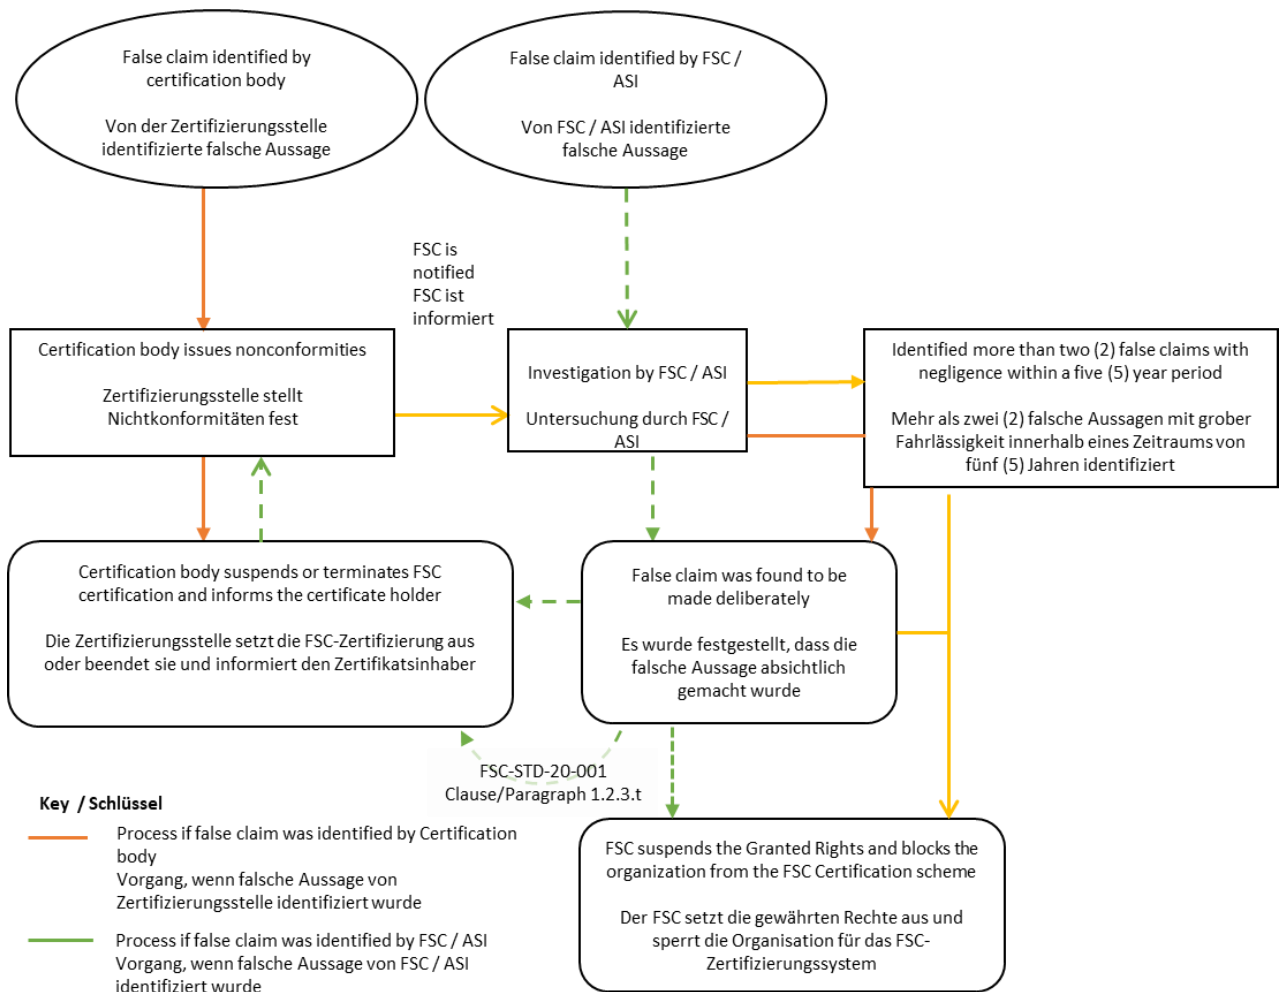 False claim identified by
certification body
Von der Zertifizierungsstelle
identifizierte falsche Aussage
False claim identified by FSC /
ASI
Von FSC / ASI identifizierte
falsche Aussage
FSC is
notified
FSC ist
informiert
Certification body issues nonconformities
Zertifizierungsstelle stellt
Nichtkonformitäten fest
Investigation by FSC / ASI
Untersuchung durch FSC /
ASI
Identified more than two (2) false claims with
negligence within a five (5) year period
Mehr als zwei (2) falsche Aussagen mit grober
Fahrlässigkeit innerhalb eines Zeitraums von
fünf (5) Jahren identifiziert
Certification body suspends or terminates FSC
certification and informs the certificate holder
Die Zertifizierungsstelle setzt die FSC-Zertifizierung aus
oder beendet sie und informiert den Zertifikatsinhaber
False claim was found to be
made deliberately
Es wurde festgestellt, dass die
falsche Aussage absichtlich
gemacht wurde
FSC-STD-20-001
Clause/Paragraph 1.2.3.t
Key / Schlüssel
Process if false claim was identified by Certification
body
Vorgang, wenn falsche Aussage von
Zertifizierungsstelle identifiziert wurde
Process if false claim was identified by FSC / ASI
Vorgang, wenn falsche Aussage von FSC / ASI
identifiziert wurde
FSC suspends the Granted Rights and blocks the
organization from the FSC Certification scheme
Der FSC setzt die gewährten Rechte aus und
sperrt die Organisation für das FSC-
Zertifizierungssystem